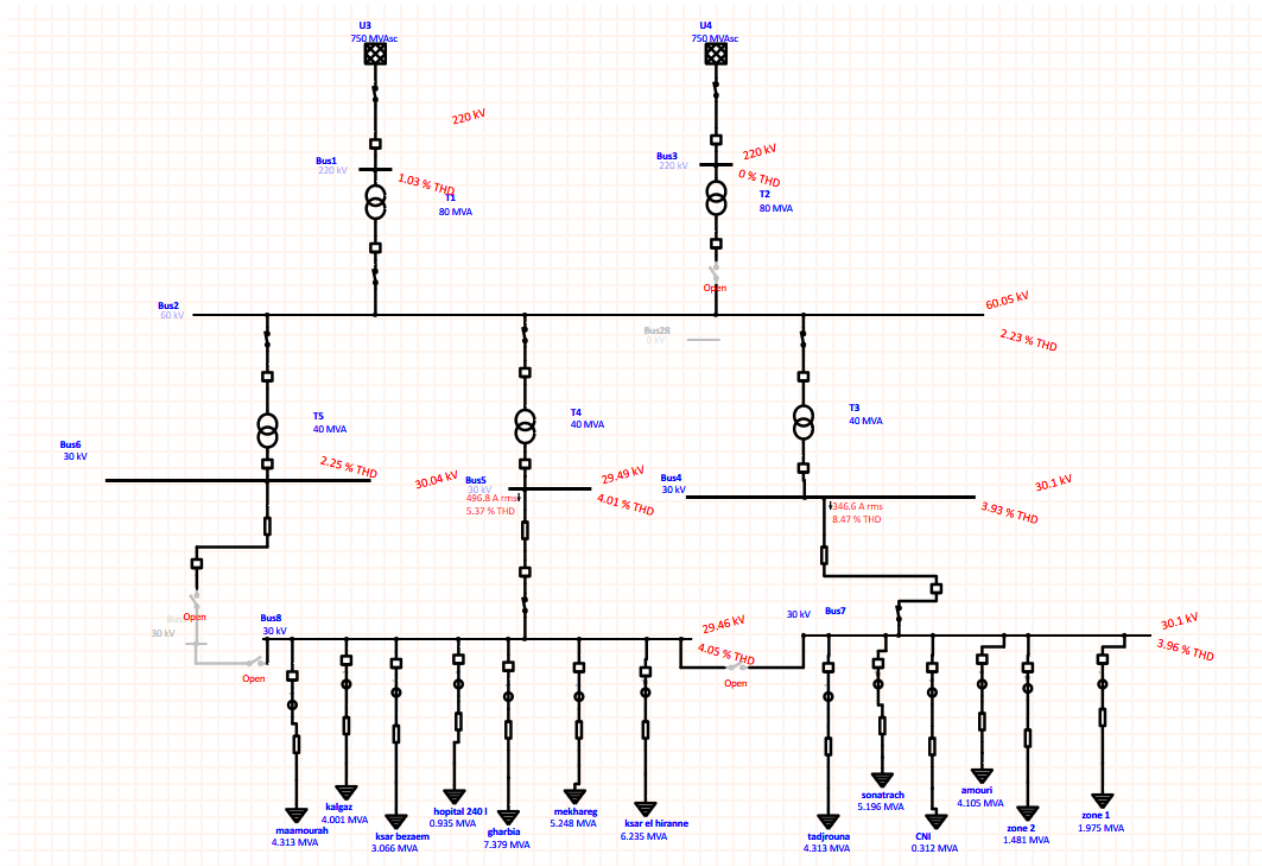 U3
750 MVAsc
U4
750 MVAsc
220 kV
Bus1
220 kV
1.03 % THD
T1
80 MVA
Bus3
220 kV
220 kV
0 % THD
T2
80 MVA
Open
Bus2
60 kV
60.05 kV
2.23 % THD
Bus28
0 kV
T5
40 MVA
T4
40 MVA
T3
40 MVA
Bus6
30 kV
2.25 % THD
30.04 kV
Bus5
30 kV
29.49 kV
4.01 % THD
496.8 A rms
5.37 % THD
Bus4
30 kV
30.1 kV
3.93 % THD
346.6 A rms
8.47 % THD
Open
30 kV
Bus8
30 kV
29.46 kV
4.05 % THD
Open
Open
30 kV
Bus7
30.1 kV
3.96 % THD
maamourah
4.313 MVA
kalgaz
4.001 MVA
ksar bezaem
3.066 MVA
hopital 240 l
0.935 MVA
gharbia
7.379 MVA
mekhareg
5.248 MVA
ksar el hiranne
6.235 MVA
tadjrouna
4.313 MVA
sonatrach
5.196 MVA
CNI
0.312 MVA
amouri
4.105 MVA
zone 2
1.481 MVA
zone 1
1.975 MVA